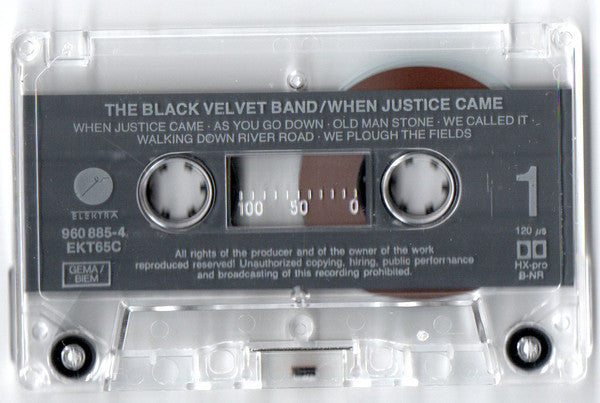 THE BLACK VELVET BAND/WHEN JUSTICE CAME
WHEN JUSTICE CAME · AS YOU GO DOWN · OLD MAN STONE · WE CALLED IT ·
WALKING DOWN RIVER ROAD · WE PLOUGH THE FIELDS
ELEKTRA
960 885-4
EKT65C
GEMA/
BIEM
100 50 0
1
120 µs
HX-pro
B-NR
All rights of the producer and of the owner of the work
reproduced reserved! Unauthorized copying, hiring, public performance
and broadcasting of this recording prohibited.